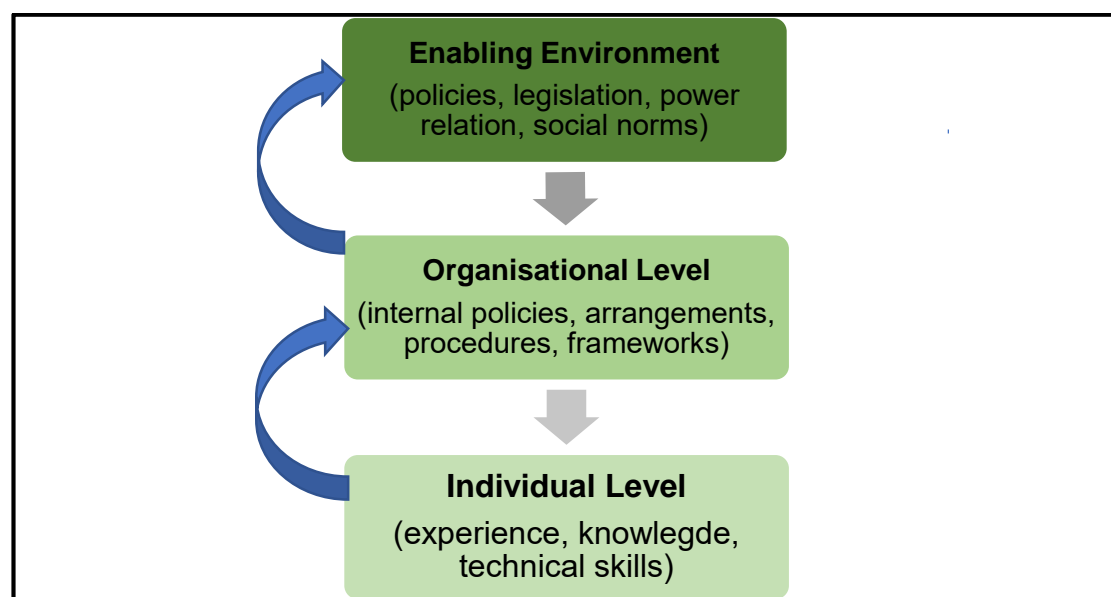 Enabling Environment
(policies, legislation, power
relation, social norms)
Organisational Level
(internal policies, arrangements,
procedures, frameworks)
Individual Level
(experience, knowlegde,
technical skills)